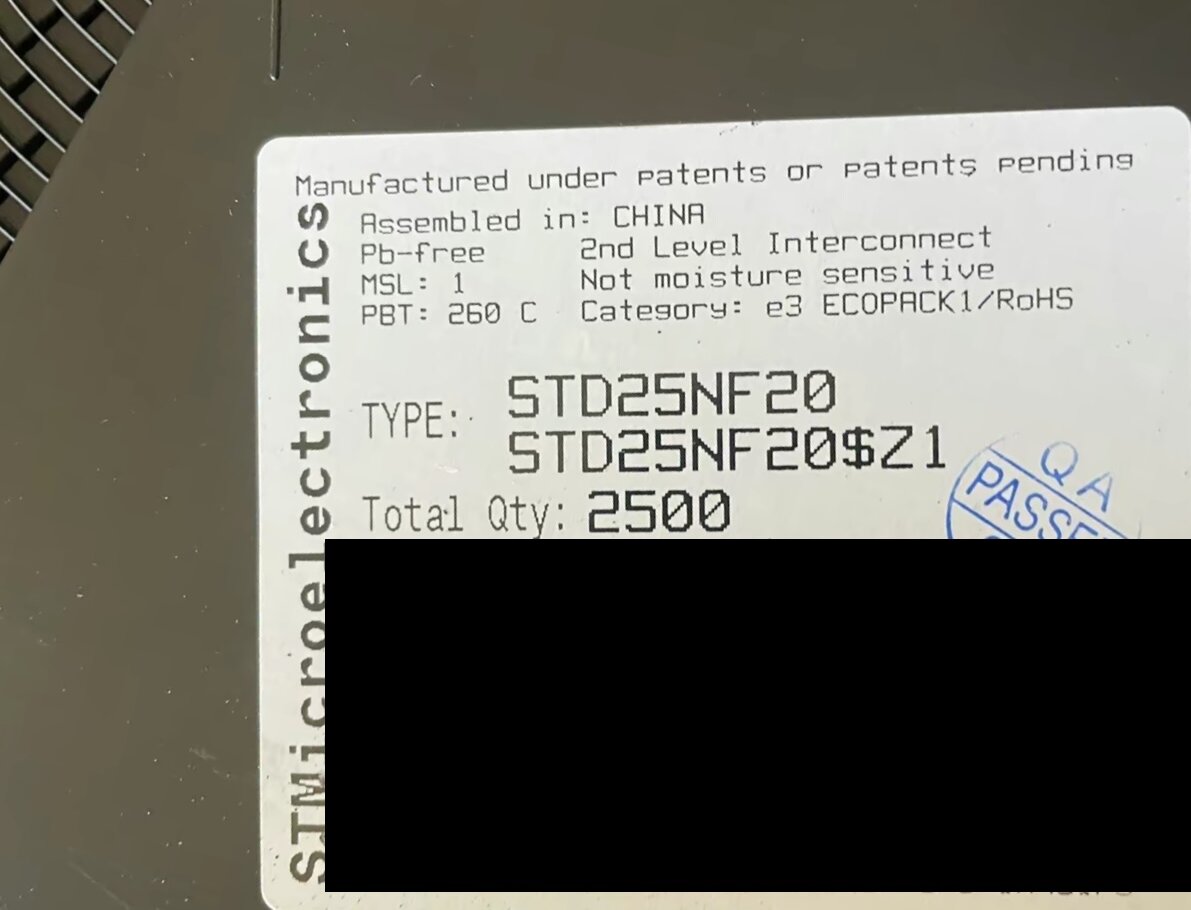 Manufactured under patents or patents pending
STMicroelectronics
Assembled in: CHINA
Pb-free 2nd Level Interconnect
MSL: 1 Not moisture sensitive
PBT: 260 C Category: e3 ECOPACK1/RoHS
TYPE: STD25NF20
STD25NF20$Z1
Total Qty: 2500
QA